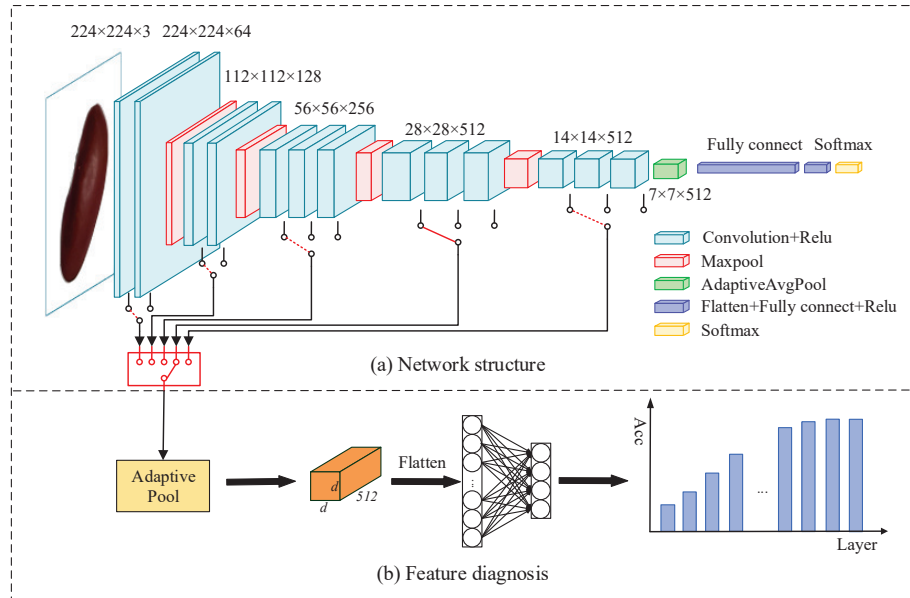 224×224×3
224×224×64
112×112×128
56×56×256
28×28×512
14×14×512
7×7×512
Fully connect
Softmax
Convolution+Relu
Maxpool
AdaptiveAvgPool
Flatten+Fully connect+Relu
Softmax
(a) Network structure
Adaptive
Pool
d
d
512
Flatten
...
Acc
...
Layer
(b) Feature diagnosis